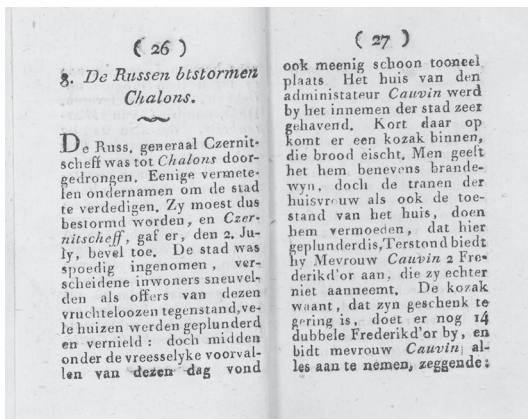 ( 26 )
8. De Russen btstormen
Chalons.
De Russ. generaal Czernit-
scheff was tot Chalons door-
gedrongen. Eenige vermete-
len ondernamen om de stad
te verdedigen. Zy moest dus
bestormd worden, en Czer-
nitscheff, gaf er, den 2. Ju-
ly, bevel toe. De stad was
spoedig ingenomen, ver-
scheidene inwoners sneuvel-
den als offers van dezen
vruchteloozen tegenstand, ve-
le huizen werden geplunderd
en vernield: doch midden
onder de vreesselyke voorval-
len van dezen dag vond
( 27 )
ook meenig schoon tooneel
plaats Het huis van den
administateur Cauvin werd
by het innemen der stad zeer
gehavend. Kort daar op
komt er een kozak binnen,
die brood eischt. Men geeft
het hem benevens brande-
wyn, doch de tranen der
huisvrouw als ook de toe-
stand van het huis, doen
hem vermoeden, dat hier
geplunderdis, Terstond biedt
hy Mevrouw Cauvin 2 Fre-
derikd'or aan, die zy echter
niet aanneemt. De kozak
waant, dat zyn geschenk te
gering is, doet er nog 14
dubbele Frederikd'or by, en
bidt mevrouw Cauvin, al-
les aan te nemen, zeggende: